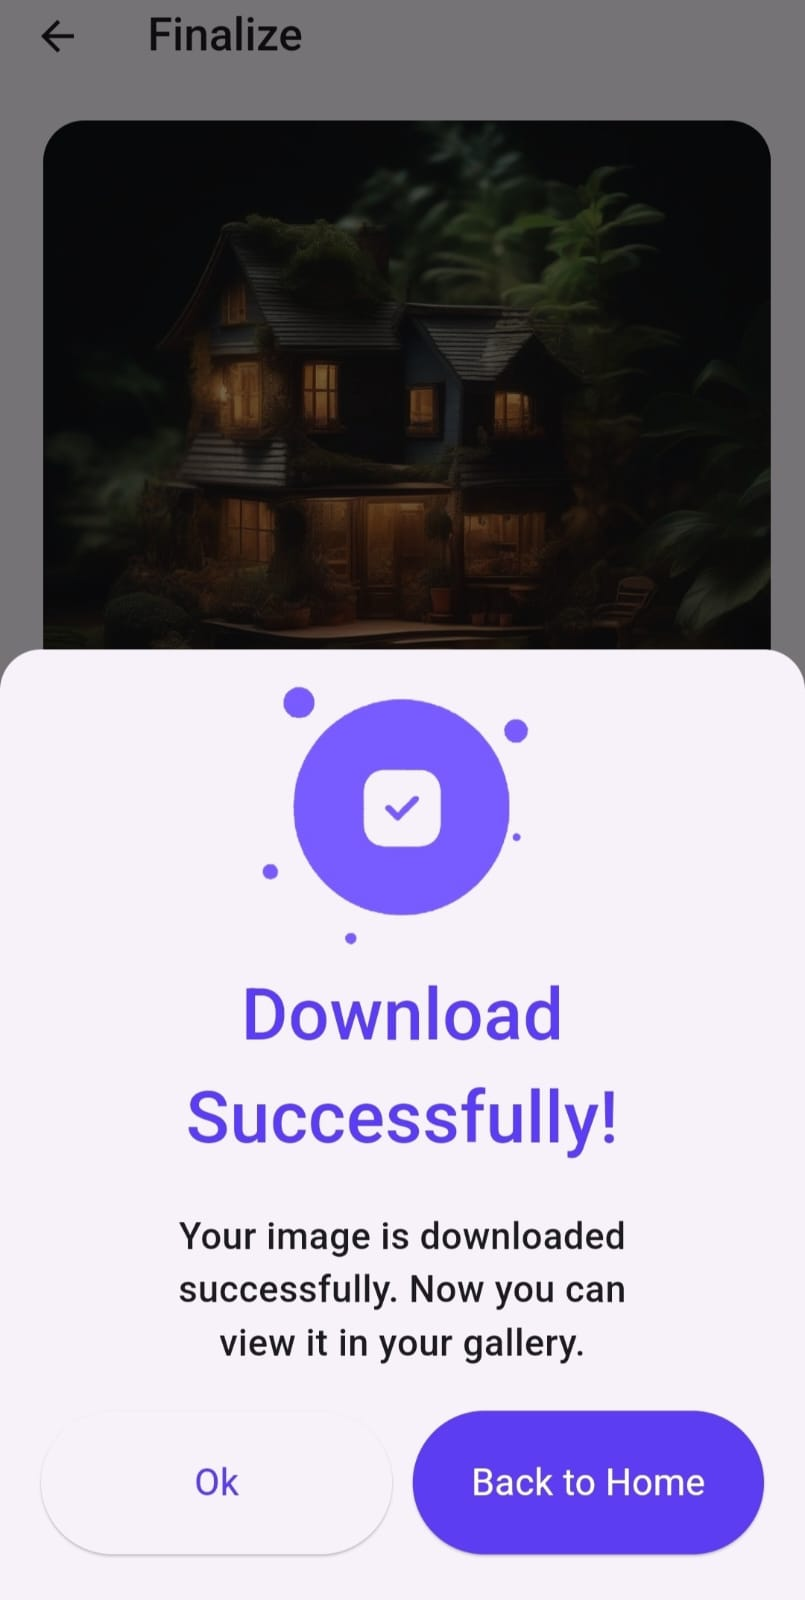 Finalize
Download
Successfully!
Your image is downloaded
successfully. Now you can
view it in your gallery.
Ok
Back to Home